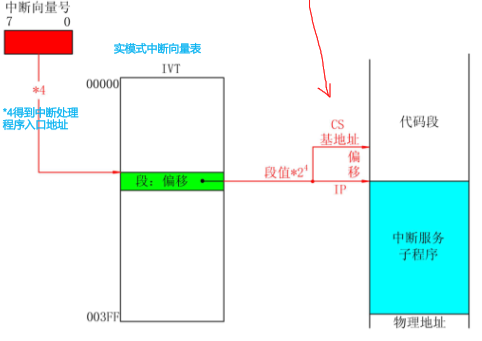 中断向量号
7 0
实模式中断向量表
IVT
00000
*4
*4得到中断处理
程序入口地址
段：偏移
003FF
段值*2⁴
CS
基地址
偏
移
IP
代码段
中断服务
子程序
物理地址